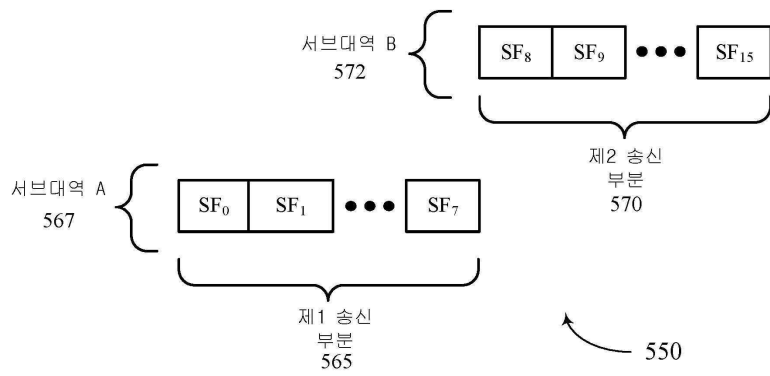 서브대역 B
572
SF₈ SF₉ ●●● SF₁₅
제2 송신
부분
570
서브대역 A
567
SF₀ SF₁ ●●● SF₇
제1 송신
부분
565
550